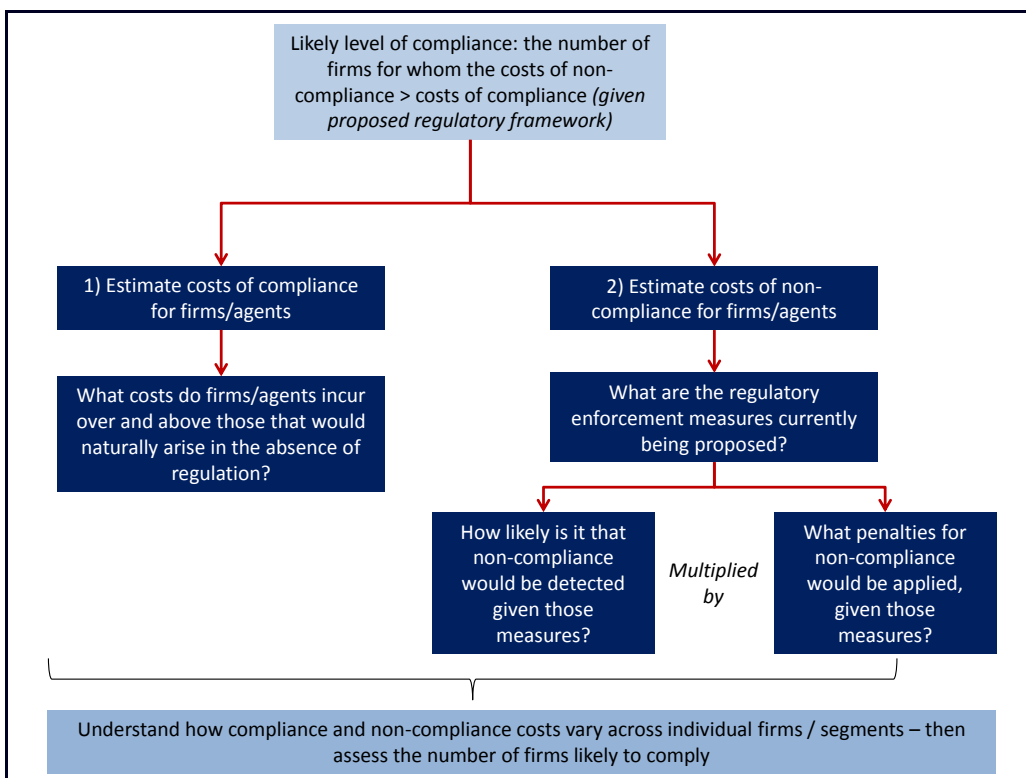 Likely level of compliance: the number of
firms for whom the costs of non-
compliance > costs of compliance (given
proposed regulatory framework)
1) Estimate costs of compliance
for firms/agents
2) Estimate costs of non-
compliance for firms/agents
What costs do firms/agents incur
over and above those that would
naturally arise in the absence of
regulation?
What are the regulatory
enforcement measures currently
being proposed?
How likely is it that
non-compliance
would be detected
given those
measures?
Multiplied
by
What penalties for
non-compliance
would be applied,
given those
measures?
Understand how compliance and non-compliance costs vary across individual firms / segments – then
assess the number of firms likely to comply